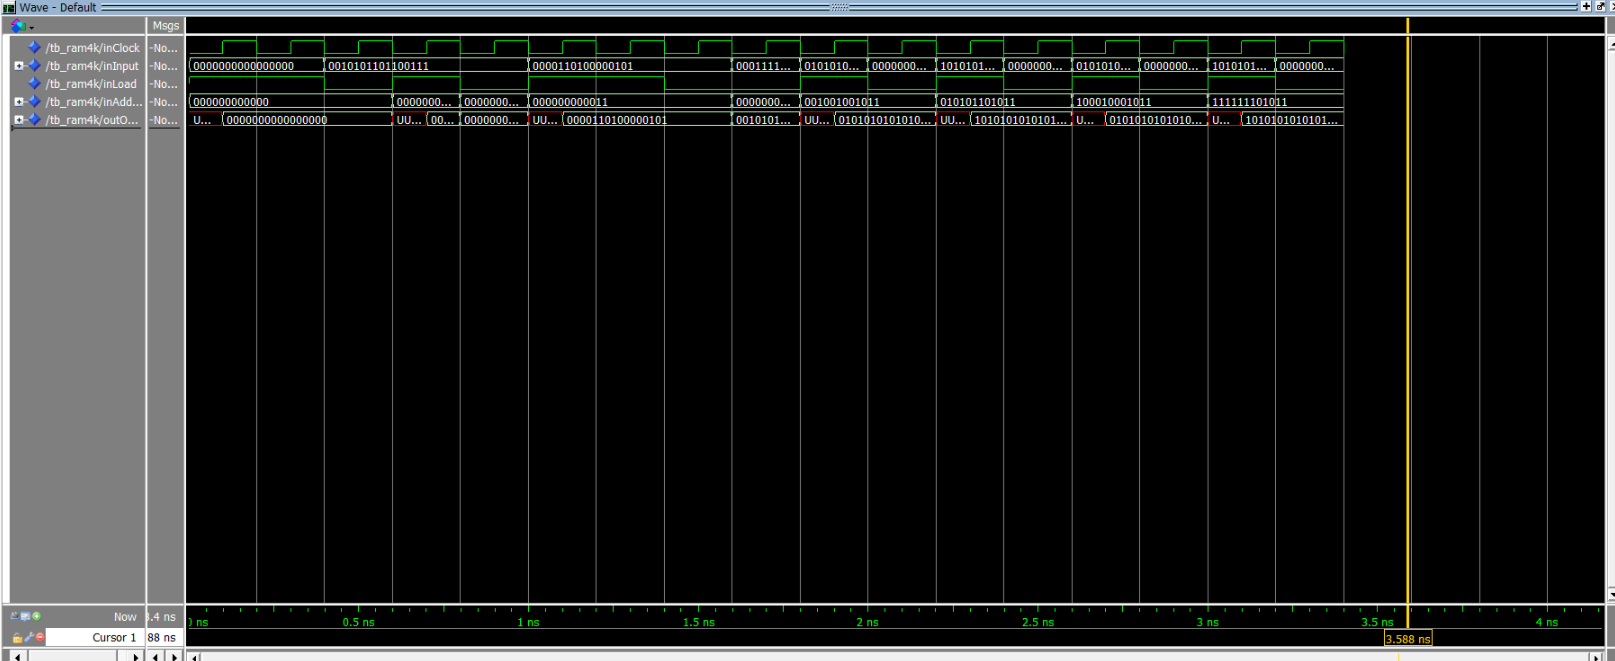 Wave - Default
Msgs
/tb_ram4k/inClock -No...
/tb_ram4k/inInput -No... 0000000000000000 0010101101100111 0000110100000101 0001111... 0101010... 0000000... 1010101... 0000000... 0101010... 0000000... 1010101... 0000000...
/tb_ram4k/inLoad -No...
/tb_ram4k/inAdd... -No... 000000000000 0000000... 0000000... 000000000011 0000000... 001001001011 010101101011 100010001011 111111101011
/tb_ram4k/outO... -No... U... 0000000000000000 UU... 00... 0000000... UU... 0000110100000101 0010101... UU... 0101010101010... UU... 1010101010101... U... 0101010101010... U... 1010101010101...
Now 3.4 ns ns 0.5 ns 1 ns 1.5 ns 2 ns 2.5 ns 3 ns 3.5 ns 4 ns
Cursor 1 88 ns 3.588 ns